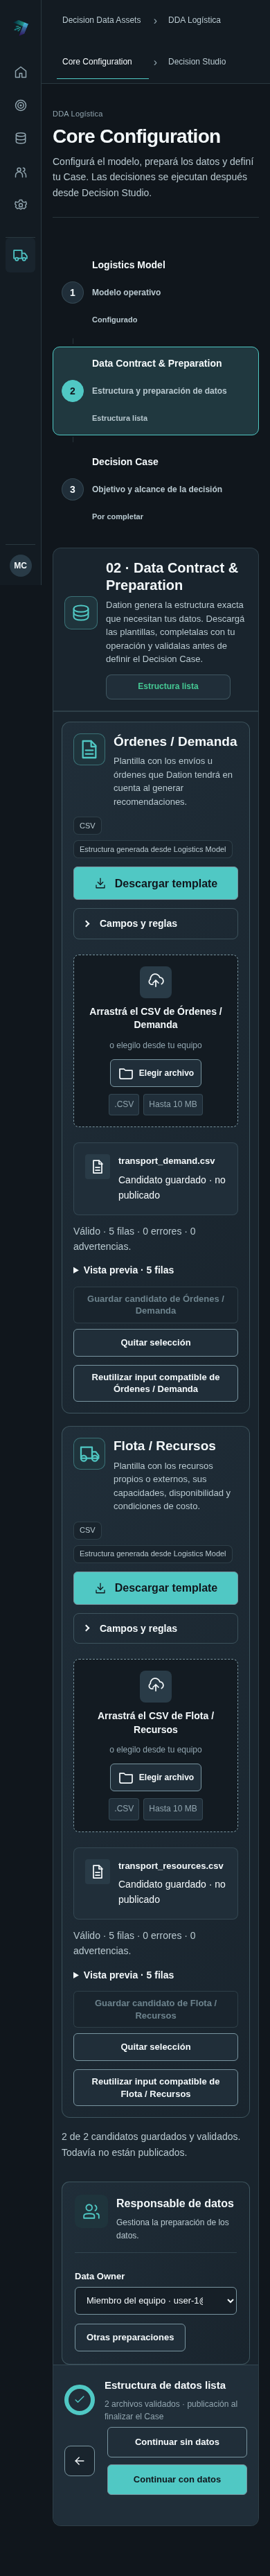 Decision Data Assets
DDA Logística
Core Configuration
Decision Studio
DDA Logística
Core Configuration
Configurá el modelo, prepará los datos y definí
tu Case. Las decisiones se ejecutan después
desde Decision Studio.
Logistics Model
1
Modelo operativo
Configurado
Data Contract & Preparation
2
Estructura y preparación de datos
Estructura lista
Decision Case
3
Objetivo y alcance de la decisión
Por completar
MC
02 · Data Contract &
Preparation
Dation genera la estructura exacta
que necesitan tus datos. Descargá
las plantillas, completalas con tu
operación y validalas antes de
definir el Decision Case.
Estructura lista
Órdenes / Demanda
Plantilla con los envíos u
órdenes que Dation tendrá en
cuenta al generar
recomendaciones.
CSV
Estructura generada desde Logistics Model
Descargar template
Campos y reglas
Arrastrá el CSV de Órdenes /
Demanda
o elegilo desde tu equipo
Elegir archivo
.CSV
Hasta 10 MB
transport_demand.csv
Candidato guardado · no
publicado
Válido · 5 filas · 0 errores · 0
advertencias.
Vista previa · 5 filas
Guardar candidato de Órdenes /
Demanda
Quitar selección
Reutilizar input compatible de
Órdenes / Demanda
Flota / Recursos
Plantilla con los recursos
propios o externos, sus
capacidades, disponibilidad y
condiciones de costo.
CSV
Estructura generada desde Logistics Model
Descargar template
Campos y reglas
Arrastrá el CSV de Flota /
Recursos
o elegilo desde tu equipo
Elegir archivo
.CSV
Hasta 10 MB
transport_resources.csv
Candidato guardado · no
publicado
Válido · 5 filas · 0 errores · 0
advertencias.
Vista previa · 5 filas
Guardar candidato de Flota /
Recursos
Quitar selección
Reutilizar input compatible de
Flota / Recursos
2 de 2 candidatos guardados y validados.
Todavía no están publicados.
Responsable de datos
Gestiona la preparación de los
datos.
Data Owner
Miembro del equipo · user-1@
Otras preparaciones
Estructura de datos lista
2 archivos validados · publicación al
finalizar el Case
Continuar sin datos
Continuar con datos